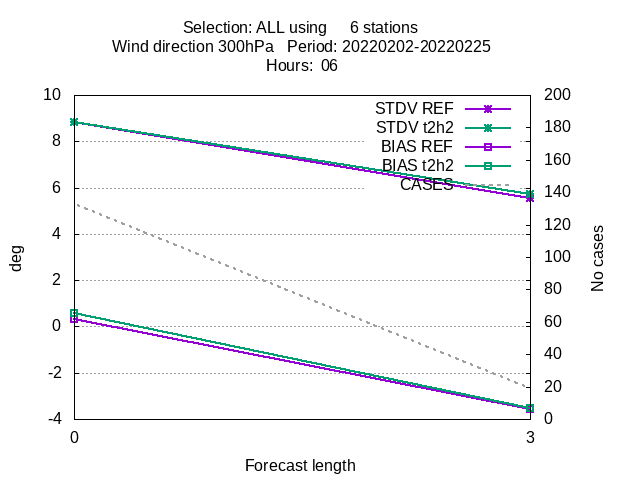 Selection: ALL using 6 stations
Wind direction 300hPa Period: 20220202-20220225
Hours: 06
10
8
6
4
2
0
-2
-4
deg
STDV REF
STDV t2h2
BIAS REF
BIAS t2h2
CASES
200
180
160
140
120
100
80
60
40
20
0
No cases
0
3
Forecast length